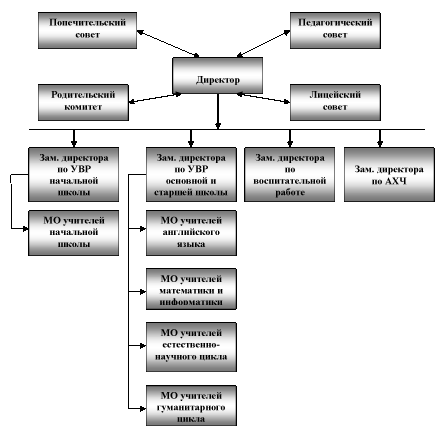 Попечительский
совет
Педагогический
совет
Директор
Родительский
комитет
Лицейский
совет
Зам. директора
по УВР
начальной
школы
Зам. директора
по УВР
основной и
старшей школы
Зам. директора
по
воспитательной
работе
Зам. директора
по АХЧ
МО учителей
начальной
школы
МО учителей
английского
языка
МО учителей
математики и
информатики
МО учителей
естественно-
научного цикла
МО учителей
гуманитарного
цикла